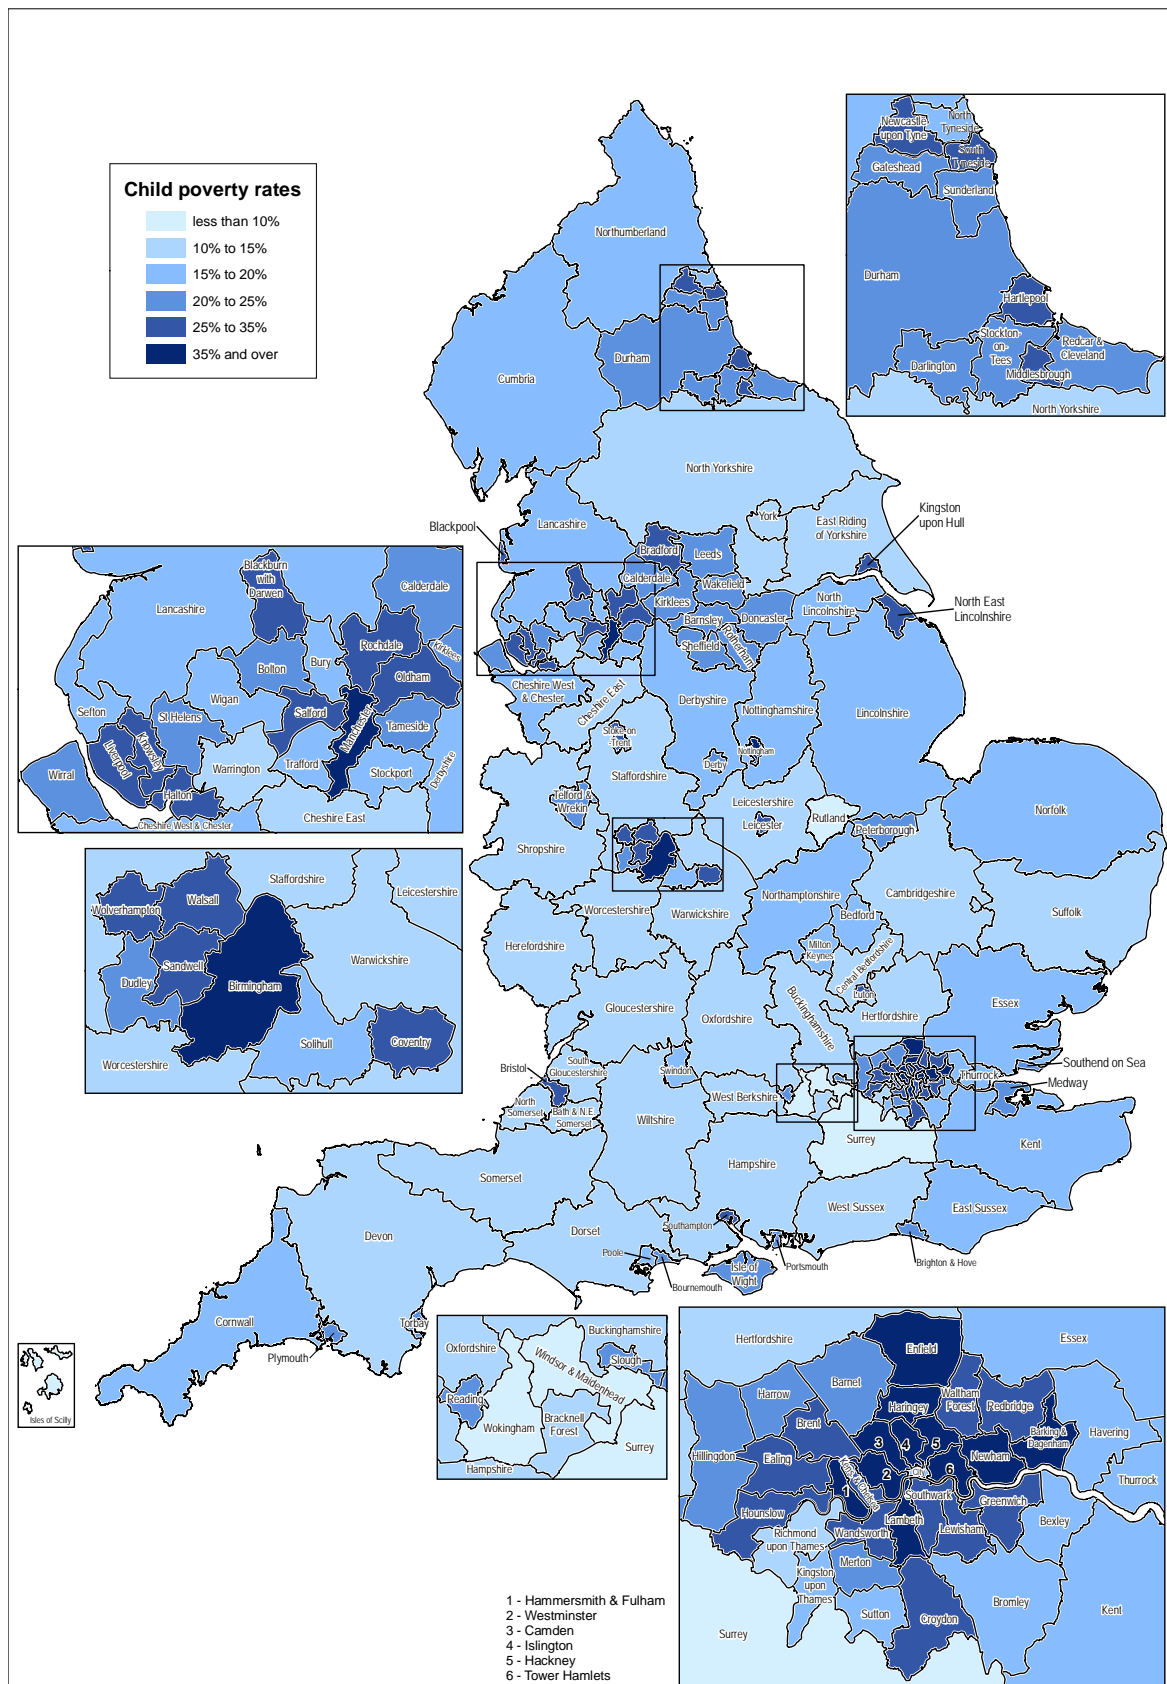 Child poverty rates
less than 10%
10% to 15%
15% to 20%
20% to 25%
25% to 35%
35% and over
Newcastle
upon Tyne
North
Tyneside
South
Tyneside
Gateshead
Sunderland
Durham
Hartlepool
Stockton-
on-
Tees
Redcar &
Cleveland
Darlington
Middlesbrough
North Yorkshire
Northumberland
Durham
Cumbria
North Yorkshire
York
East Riding
of Yorkshire
Kingston
upon Hull
Blackpool
Lancashire
Bradford
Leeds
Calderdale
Wakefield
Kirklees
Barnsley
Doncaster
North
Lincolnshire
North East
Lincolnshire
Sheffield
Rotherham
Cheshire West
& Chester
Cheshire East
Derbyshire
Nottinghamshire
Lincolnshire
Stoke-on
-Trent
Nottingham
Derby
Staffordshire
Telford &
Wrekin
Leicestershire
Leicester
Rutland
Peterborough
Norfolk
Shropshire
Northamptonshire
Cambridgeshire
Suffolk
Worcestershire
Warwickshire
Herefordshire
Bedford
Milton
Keynes
Central Bedfordshire
Luton
Buckinghamshire
Hertfordshire
Essex
Gloucestershire
Oxfordshire
South
Gloucestershire
Bristol
Swindon
Thurrock
Southend on Sea
Medway
North
Somerset
Bath & N.E.
Somerset
Wiltshire
West Berkshire
Surrey
Kent
Hampshire
Somerset
West Sussex
East Sussex
Devon
Dorset
Southampton
Poole
Bournemouth
Isle of
Wight
Portsmouth
Brighton & Hove
Cornwall
Torbay
Plymouth
Isles of Scilly
Blackburn
with
Darwen
Calderdale
Lancashire
Rochdale
Kirklees
Bolton
Bury
Oldham
Wigan
Sefton
St Helens
Salford
Manchester
Tameside
Liverpool
Knowsley
Trafford
Stockport
Derbyshire
Wirral
Warrington
Halton
Cheshire West & Chester
Cheshire East
Staffordshire
Leicestershire
Walsall
Wolverhampton
Sandwell
Dudley
Birmingham
Warwickshire
Solihull
Coventry
Worcestershire
Oxfordshire
Buckinghamshire
Windsor & Maidenhead
Slough
Reading
Wokingham
Bracknell
Forest
Surrey
Hampshire
Hertfordshire
Essex
Enfield
Barnet
Harrow
Haringey
Waltham
Forest
Redbridge
Brent
Barking &
Dagenham
Havering
Hillingdon
Ealing
3
4
5
Newham
Kens & Chelsea
2
City
6
1
Thurrock
Hounslow
Southwark
Greenwich
Lambeth
Richmond
upon Thames
Wandsworth
Lewisham
Bexley
Merton
Kingston
upon
Thames
Sutton
Croydon
Bromley
Kent
Surrey
1 - Hammersmith & Fulham
2 - Westminster
3 - Camden
4 - Islington
5 - Hackney
6 - Tower Hamlets